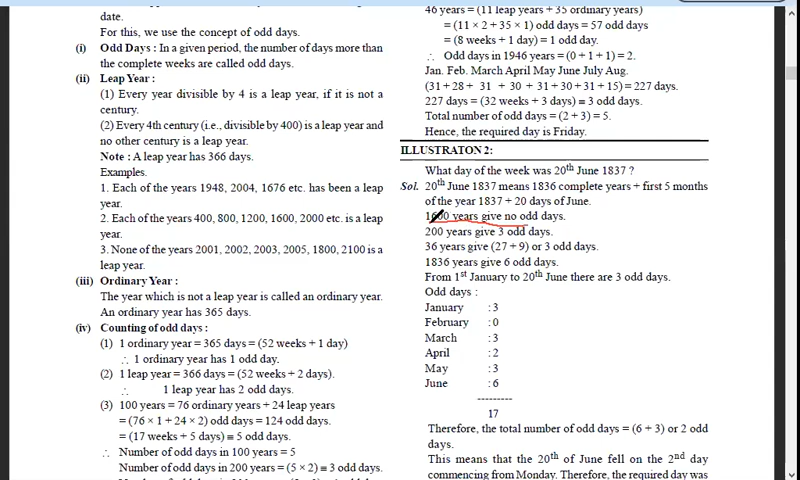 date.
For this, we use the concept of odd days.
(i) Odd Days : In a given period, the number of days more than
the complete weeks are called odd days.
(ii) Leap Year :
(1) Every year divisible by 4 is a leap year, if it is not a
century.
(2) Every 4th century (i.e., divisible by 400) is a leap year and
no other century is a leap year.
Note : A leap year has 366 days.
Examples.
1. Each of the years 1948, 2004, 1676 etc. has been a leap
year.
2. Each of the years 400, 800, 1200, 1600, 2000 etc. is a leap
year.
3. None of the years 2001, 2002, 2003, 2005, 1800, 2100 is a
leap year.
(iii) Ordinary Year :
The year which is not a leap year is called an ordinary year.
An ordinary year has 365 days.
(iv) Counting of odd days :
(1) 1 ordinary year = 365 days = (52 weeks + 1 day)
∴ 1 ordinary year has 1 odd day.
(2) 1 leap year = 366 days = (52 weeks + 2 days).
∴ 1 leap year has 2 odd days.
(3) 100 years = 76 ordinary years + 24 leap years
= (76 × 1 + 24 × 2) odd days = 124 odd days.
= (17 weeks + 5 days) ≡ 5 odd days.
∴ Number of odd days in 100 years = 5
Number of odd days in 200 years = (5 × 2) ≡ 3 odd days.
46 years = (11 leap years + 35 ordinary years)
= (11 × 2 + 35 × 1) odd days = 57 odd days
= (8 weeks + 1 day) = 1 odd day.
∴ Odd days in 1946 years = (0 + 1 + 1) = 2.
Jan. Feb. March April May June July Aug.
(31 + 28 + 31 + 30 + 31 + 30 + 31 + 15) = 227 days.
227 days = (32 weeks + 3 days) ≡ 3 odd days.
Total number of odd days = (2 + 3) = 5.
Hence, the required day is Friday.
ILLUSTRATON 2:
What day of the week was 20th June 1837 ?
Sol. 20th June 1837 means 1836 complete years + first 5 months
of the year 1837 + 20 days of June.
1600 years give no odd days.
200 years give 3 odd days.
36 years give (27 + 9) or 3 odd days.
1836 years give 6 odd days.
From 1st January to 20th June there are 3 odd days.
Odd days :
January : 3
February : 0
March : 3
April : 2
May : 3
June : 6
---------
17
Therefore, the total number of odd days = (6 + 3) or 2 odd
days.
This means that the 20th of June fell on the 2nd day
commencing from Monday. Therefore, the required day was